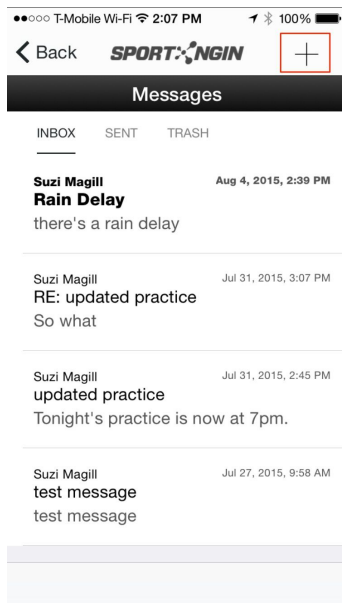 T-Mobile Wi-Fi 2:07 PM 100%
Back SPORT NGIN +
Messages
INBOX SENT TRASH
Suzi Magill Aug 4, 2015, 2:39 PM
Rain Delay
there's a rain delay
Suzi Magill Jul 31, 2015, 3:07 PM
RE: updated practice
So what
Suzi Magill Jul 31, 2015, 2:45 PM
updated practice
Tonight's practice is now at 7pm.
Suzi Magill Jul 27, 2015, 9:58 AM
test message
test message